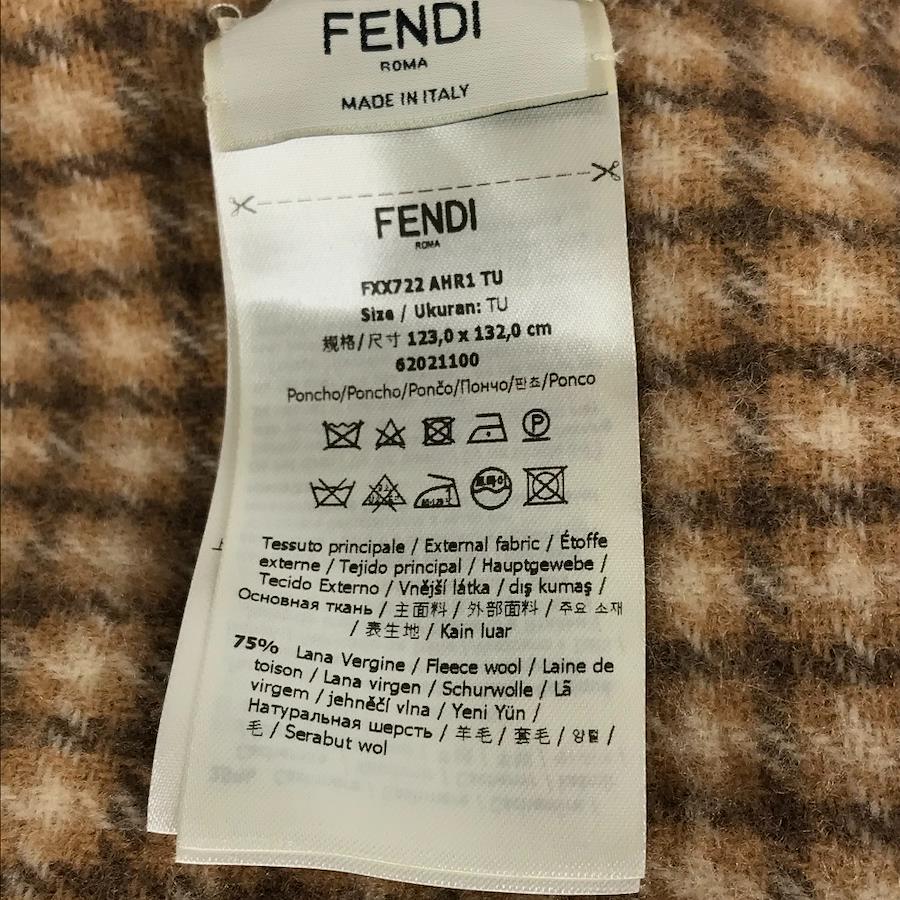 FENDI
ROMA
MADE IN ITALY
FENDI
ROMA
FXX722 AHR1 TU
Size / Ukuran: TU
规格/尺寸 123,0 x 132,0 cm
62021100
Poncho/Poncho/Pončo/Пончо/판초/Ponco
P
드라이
Tessuto principale / External fabric / Étoffe
externe / Tejido principal / Hauptgewebe /
Tecido Externo / Vnější látka / dış kumaş /
Основная ткань / 主面料 / 外部面料 / 주요 소재
/ 表生地 / Kain luar
75% Lana Vergine / Fleece wool / Laine de
toison / Lana virgen / Schurwolle / Lã
virgem / jehněčí vlna / Yeni Yün /
Натуральная шерсть / 羊毛 / 套毛 / 양털 /
毛 / Serabut wol